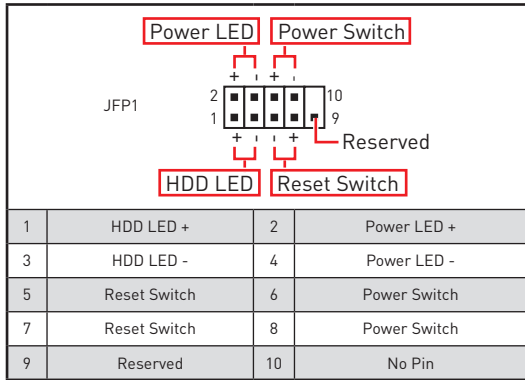 Power LED Power Switch
+ - + -
JFP1
2 10
1 9
+ - - +
Reserved
HDD LED Reset Switch
1 HDD LED + 2 Power LED +
3 HDD LED - 4 Power LED -
5 Reset Switch 6 Power Switch
7 Reset Switch 8 Power Switch
9 Reserved 10 No Pin